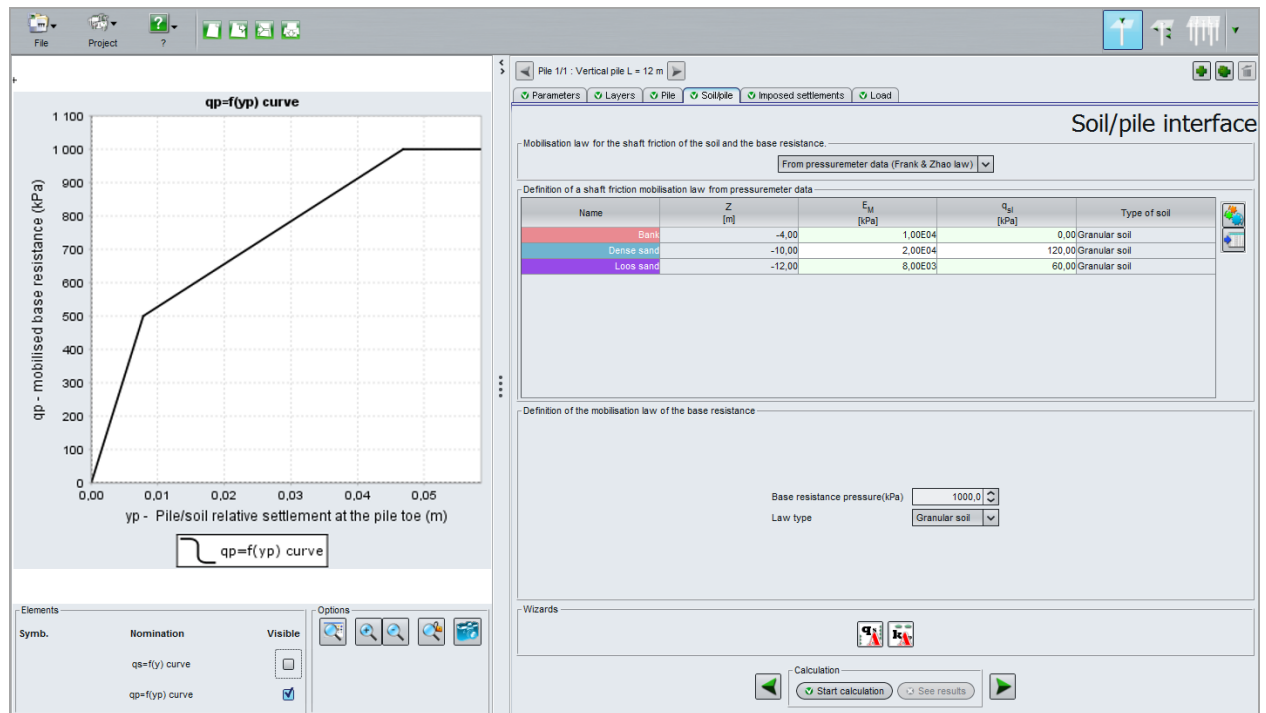 File
Project
?
?
+
qp=f(yp) curve
1 100
1 000
900
800
700
600
500
400
300
200
100
0
qp - mobilised base resistance (kPa)
0,00 0,01 0,02 0,03 0,04 0,05
yp - Pile/soil relative settlement at the pile toe (m)
qp=f(yp) curve
Elements
Symb. Nomination Visible
qs=f(y) curve
qp=f(yp) curve
Options
Pile 1/1 : Vertical pile L = 12 m
Parameters Layers Pile Soil/pile Imposed settlements Load
Soil/pile interface
Mobilisation law for the shaft friction of the soil and the base resistance.
From pressuremeter data (Frank & Zhao law)
Definition of a shaft friction mobilisation law from pressuremeter data
Name Z [m] EM [kPa] qsl [kPa] Type of soil
Bank -4,00 1,00E04 0,00 Granular soil
Dense sand -10,00 2,00E04 120,00 Granular soil
Loos sand -12,00 8,00E03 60,00 Granular soil
Definition of the mobilisation law of the base resistance
Base resistance pressure(kPa) 1000,0
Law type Granular soil
Wizards
Calculation
Start calculation See results